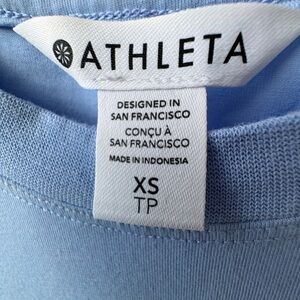 ATHLETA
DESIGNED IN
SAN FRANCISCO
CONÇU À
SAN FRANCISCO
MADE IN INDONESIA
XS
TP